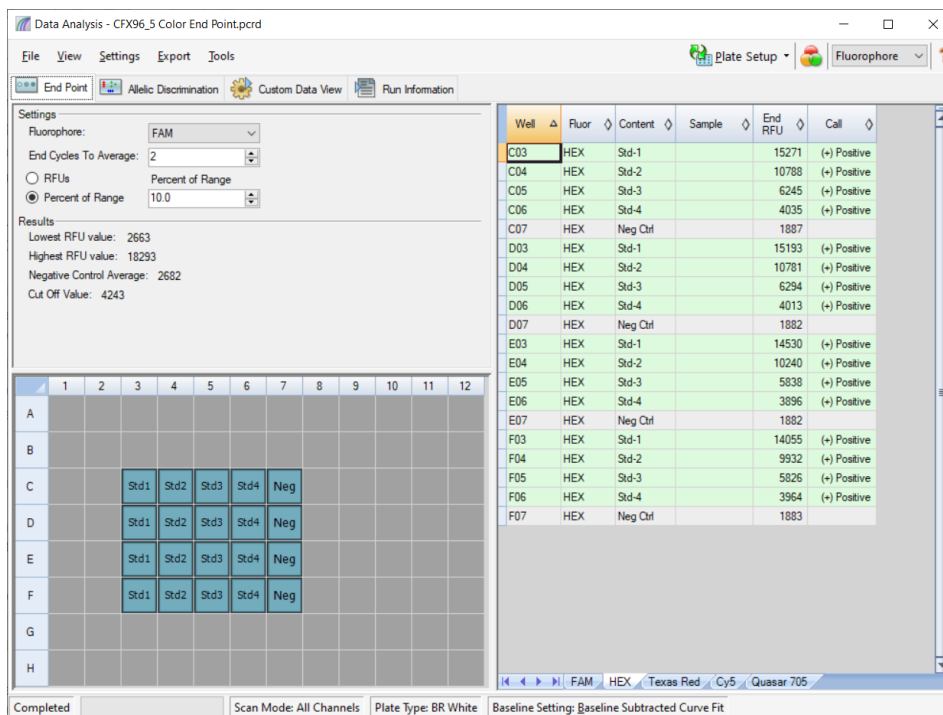 Data Analysis - CFX96_5 Color End Point.pcrd
File View Settings Export Tools Plate Setup Fluorophore
End Point Allelic Discrimination Custom Data View Run Information
Settings
Fluorophore: FAM
End Cycles To Average: 2
RFUs Percent of Range
Percent of Range 10.0
Results
Lowest RFU value: 2663
Highest RFU value: 18293
Negative Control Average: 2682
Cut Off Value: 4243
1 2 3 4 5 6 7 8 9 10 11 12
A
B
C Std1 Std2 Std3 Std4 Neg
D Std1 Std2 Std3 Std4 Neg
E Std1 Std2 Std3 Std4 Neg
F Std1 Std2 Std3 Std4 Neg
G
H
Well Fluor Content Sample End RFU Call
C03 HEX Std-1 15271 (+) Positive
C04 HEX Std-2 10788 (+) Positive
C05 HEX Std-3 6245 (+) Positive
C06 HEX Std-4 4035 (+) Positive
C07 HEX Neg Ctrl 1887
D03 HEX Std-1 15193 (+) Positive
D04 HEX Std-2 10781 (+) Positive
D05 HEX Std-3 6294 (+) Positive
D06 HEX Std-4 4013 (+) Positive
D07 HEX Neg Ctrl 1882
E03 HEX Std-1 14530 (+) Positive
E04 HEX Std-2 10240 (+) Positive
E05 HEX Std-3 5838 (+) Positive
E06 HEX Std-4 3896 (+) Positive
E07 HEX Neg Ctrl 1882
F03 HEX Std-1 14055 (+) Positive
F04 HEX Std-2 9932 (+) Positive
F05 HEX Std-3 5826 (+) Positive
F06 HEX Std-4 3964 (+) Positive
F07 HEX Neg Ctrl 1883
FAM HEX Texas Red Cy5 Quasar 705
Completed Scan Mode: All Channels Plate Type: BR White Baseline Setting: Baseline Subtracted Curve Fit